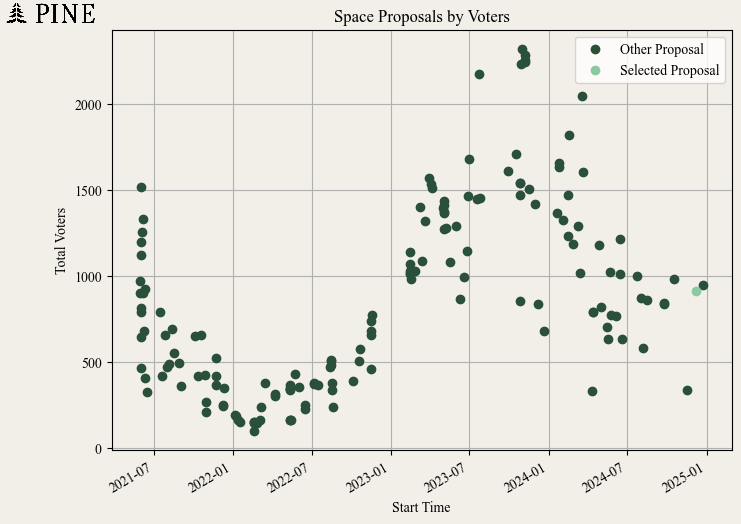 PINE
Space Proposals by Voters
Other Proposal
Selected Proposal
Total Voters
2000
1500
1000
500
0
2021-07
2022-01
2022-07
2023-01
2023-07
2024-01
2024-07
2025-01
Start Time